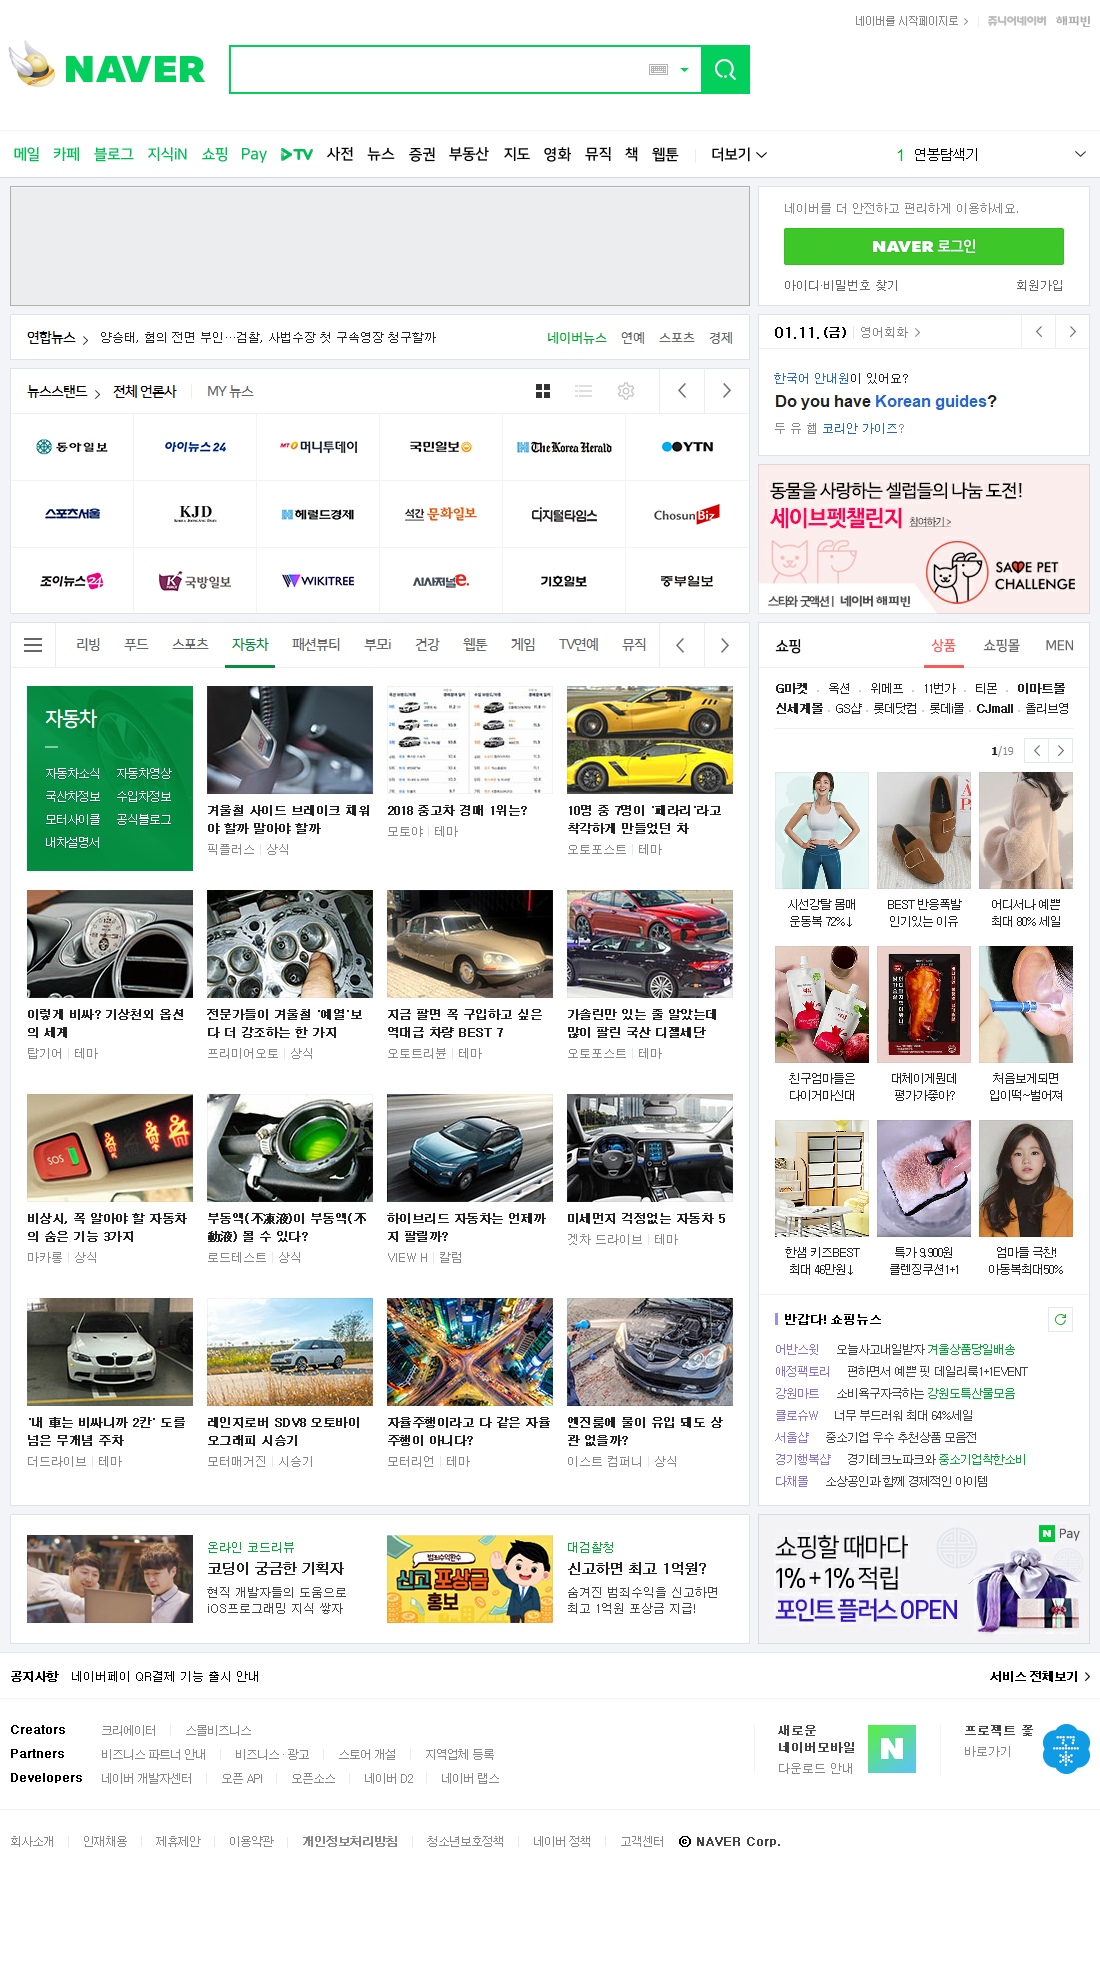 네이버를 시작페이지로
쥬니어네이버 해피빈
NAVER
메일 카페 블로그 지식iN 쇼핑 Pay TV 사전 뉴스 증권 부동산 지도 영화 뮤직 책 웹툰 더보기
1 연봉탐색기
네이버를 더 안전하고 편리하게 이용하세요.
NAVER 로그인
아이디·비밀번호 찾기 회원가입
연합뉴스 양승태, 혐의 전면 부인…검찰, 사법수장 첫 구속영장 청구할까
네이버뉴스 연예 스포츠 경제
01.11.(금) 영어회화
한국어 안내원이 있어요?
Do you have Korean guides?
두 유 햅 코리안 가이즈?
뉴스스탠드 전체 언론사 MY 뉴스
동아일보 아이뉴스24 MT 머니투데이 국민일보 The Korea Herald YTN
스포츠서울 KJD 헤럴드경제 석간 문화일보 디지털타임스 ChosunBiz
조이뉴스24 국방일보 WIKITREE 시사저널e. 기호일보 중부일보
동물을 사랑하는 셀럽들의 나눔 도전!
세이브펫챌린지 참여하기>
SAVE PET
CHALLENGE
스타와 굿액션 | 네이버 해피빈
리빙 푸드 스포츠 자동차 패션뷰티 부모i 건강 웹툰 게임 TV연예 뮤직
자동차
자동차소식 자동차영상
국산차정보 수입차정보
모터사이클 공식블로그
내차설명서
겨울철 사이드 브레이크 채워
야 할까 말아야 할까
픽플러스 상식
2018 중고차 경매 1위는?
모토야 테마
10명 중 7명이 '페라리'라고
착각하게 만들었던 차
오토포스트 테마
이렇게 비싸? 기상천외 옵션
의 세계
탑기어 테마
전문가들이 겨울철 '예열'보
다 더 강조하는 한 가지
프리미어오토 상식
지금 팔면 꼭 구입하고 싶은
역대급 차량 BEST 7
오토트리뷴 테마
가솔린만 있는 줄 알았는데
많이 팔린 국산 디젤세단
오토포스트 테마
SOS
비상시, 꼭 알아야 할 자동차
의 숨은 기능 3가지
마카롱 상식
부동액(不凍液)이 부동액(不
動液) 될 수 있다?
로드테스트 상식
하이브리드 자동차는 언제까
지 팔릴까?
VIEW H 칼럼
미세먼지 걱정없는 자동차 5
겟차 드라이브 테마
'내 車는 비싸니까 2칸' 도를
넘은 무개념 주차
더드라이브 테마
레인지로버 SDV8 오토바이
오그래피 시승기
모터매거진 시승기
자율주행이라고 다 같은 자율
주행이 아니다?
모터리언 테마
엔진룸에 물이 유입 돼도 상
관 없을까?
이스트 컴퍼니 상식
쇼핑 상품 쇼핑몰 MEN
G마켓 옥션 위메프 11번가 티몬 이마트몰
신세계몰 GS샵 롯데닷컴 롯데i몰 CJmall 올리브영
1/19
시선강탈 몸매
운동복 72%↓
BEST 반응폭발
인기있는 이유
어디서나 예쁜
최대 80% 세일
친구엄마들은
다이거마신대
대체이게뭔데
평가가좋아?
처음보게되면
입이떡~벌어져
한샘 키즈BEST
최대 46만원↓
특가 9,900원
클렌징쿠션1+1
엄마들 극찬!
아동복최대50%
반갑다! 쇼핑뉴스
어반스윗 오늘사고내일받자 겨울상품당일배송
애정팩토리 편하면서 예쁜 핏 데일리룩1+1EVENT
강원마트 소비욕구자극하는 강원도특산물모음
클로슈W 너무 부드러워 최대 64%세일
서울샵 중소기업 우수 추천상품 모음전
경기행복샵 경기테크노파크와 중소기업착한소비
다채몰 소상공인과 함께 경제적인 아이템
온라인 코드리뷰
코딩이 궁금한 기획자
현직 개발자들의 도움으로
iOS프로그래밍 지식 쌓자
범죄수익환수
신고 포상금
홍보
대검찰청
신고하면 최고 1억원?
숨겨진 범죄수익을 신고하면
최고 1억원 포상금 지급!
N Pay
쇼핑할 때마다
1%+1% 적립
포인트 플러스 OPEN
공지사항 네이버페이 QR결제 기능 출시 안내
서비스 전체보기
Creators 크리에이터 스몰비즈니스
Partners 비즈니스 파트너 안내 비즈니스·광고 스토어 개설 지역업체 등록
Developers 네이버 개발자센터 오픈 API 오픈소스 네이버 D2 네이버 랩스
새로운
네이버모바일
다운로드 안내
N
프로젝트 꽃
바로가기
회사소개 인재채용 제휴제안 이용약관 개인정보처리방침 청소년보호정책 네이버 정책 고객센터 ⓒ NAVER Corp.